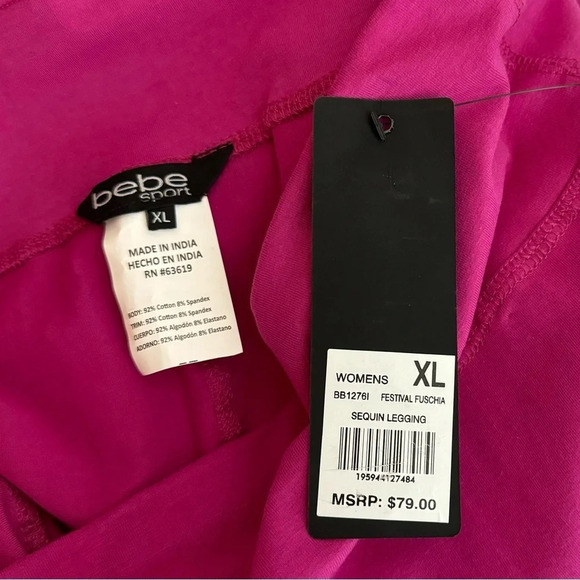 bebe
sport
XL
MADE IN INDIA
HECHO EN INDIA
RN #63619
BODY: 92% Cotton 8% Spandex
TRIM: 92% Cotton 8% Spandex
CUERPO: 92% Algodón 8% Elastano
ADORNO: 92% Algodón 8% Elastano
WOMENS XL
BB1276I FESTIVAL FUSCHIA
SEQUIN LEGGING
195944127484
MSRP: $79.00